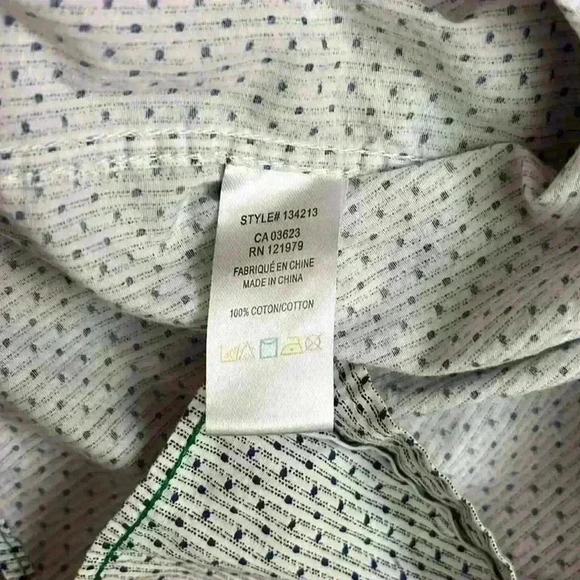 STYLE# 134213
CA 03623
RN 121979
FABRIQUÉ EN CHINE
MADE IN CHINA
100% COTON/COTTON